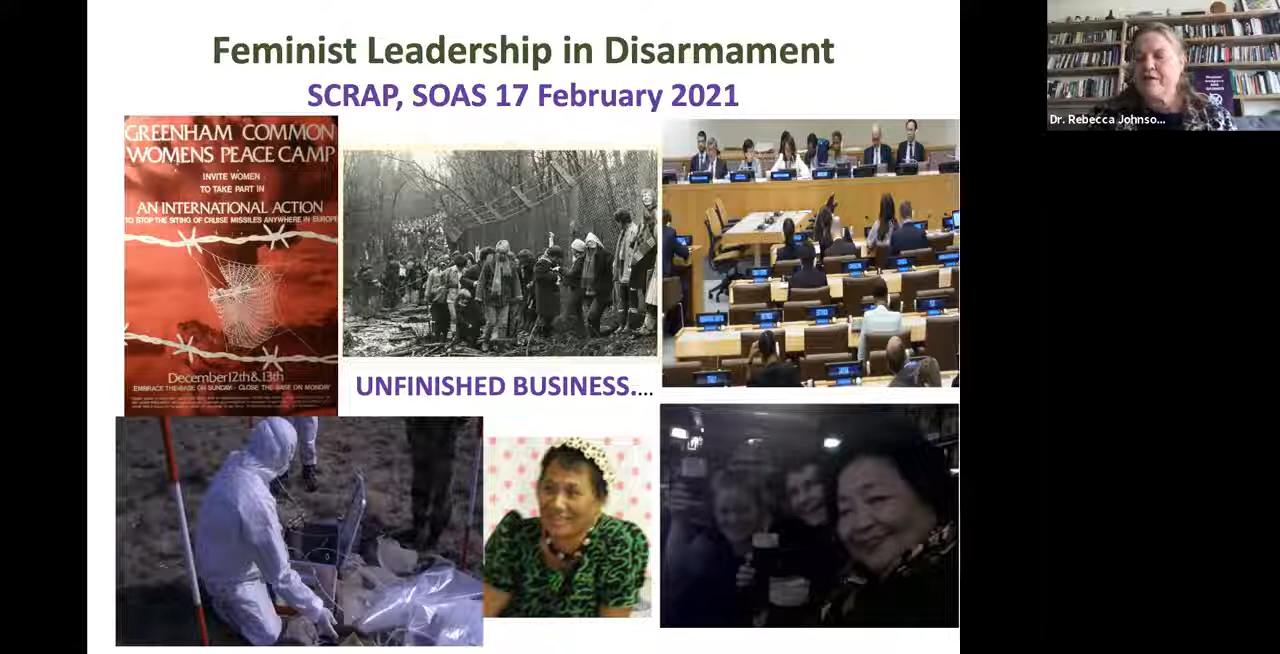 Feminist Leadership in Disarmament
SCRAP, SOAS 17 February 2021
GREENHAM COMMON
WOMENS PEACE CAMP
INVITE WOMEN
TO TAKE PART IN
AN INTERNATIONAL ACTION
TO STOP THE SITING OF CRUISE MISSILES ANYWHERE IN EUROPE
December 12th & 13th
EMBRACE THE BASE ON SUNDAY - CLOSE THE BASE ON MONDAY
UNFINISHED BUSINESS....
Dr. Rebecca Johnso...